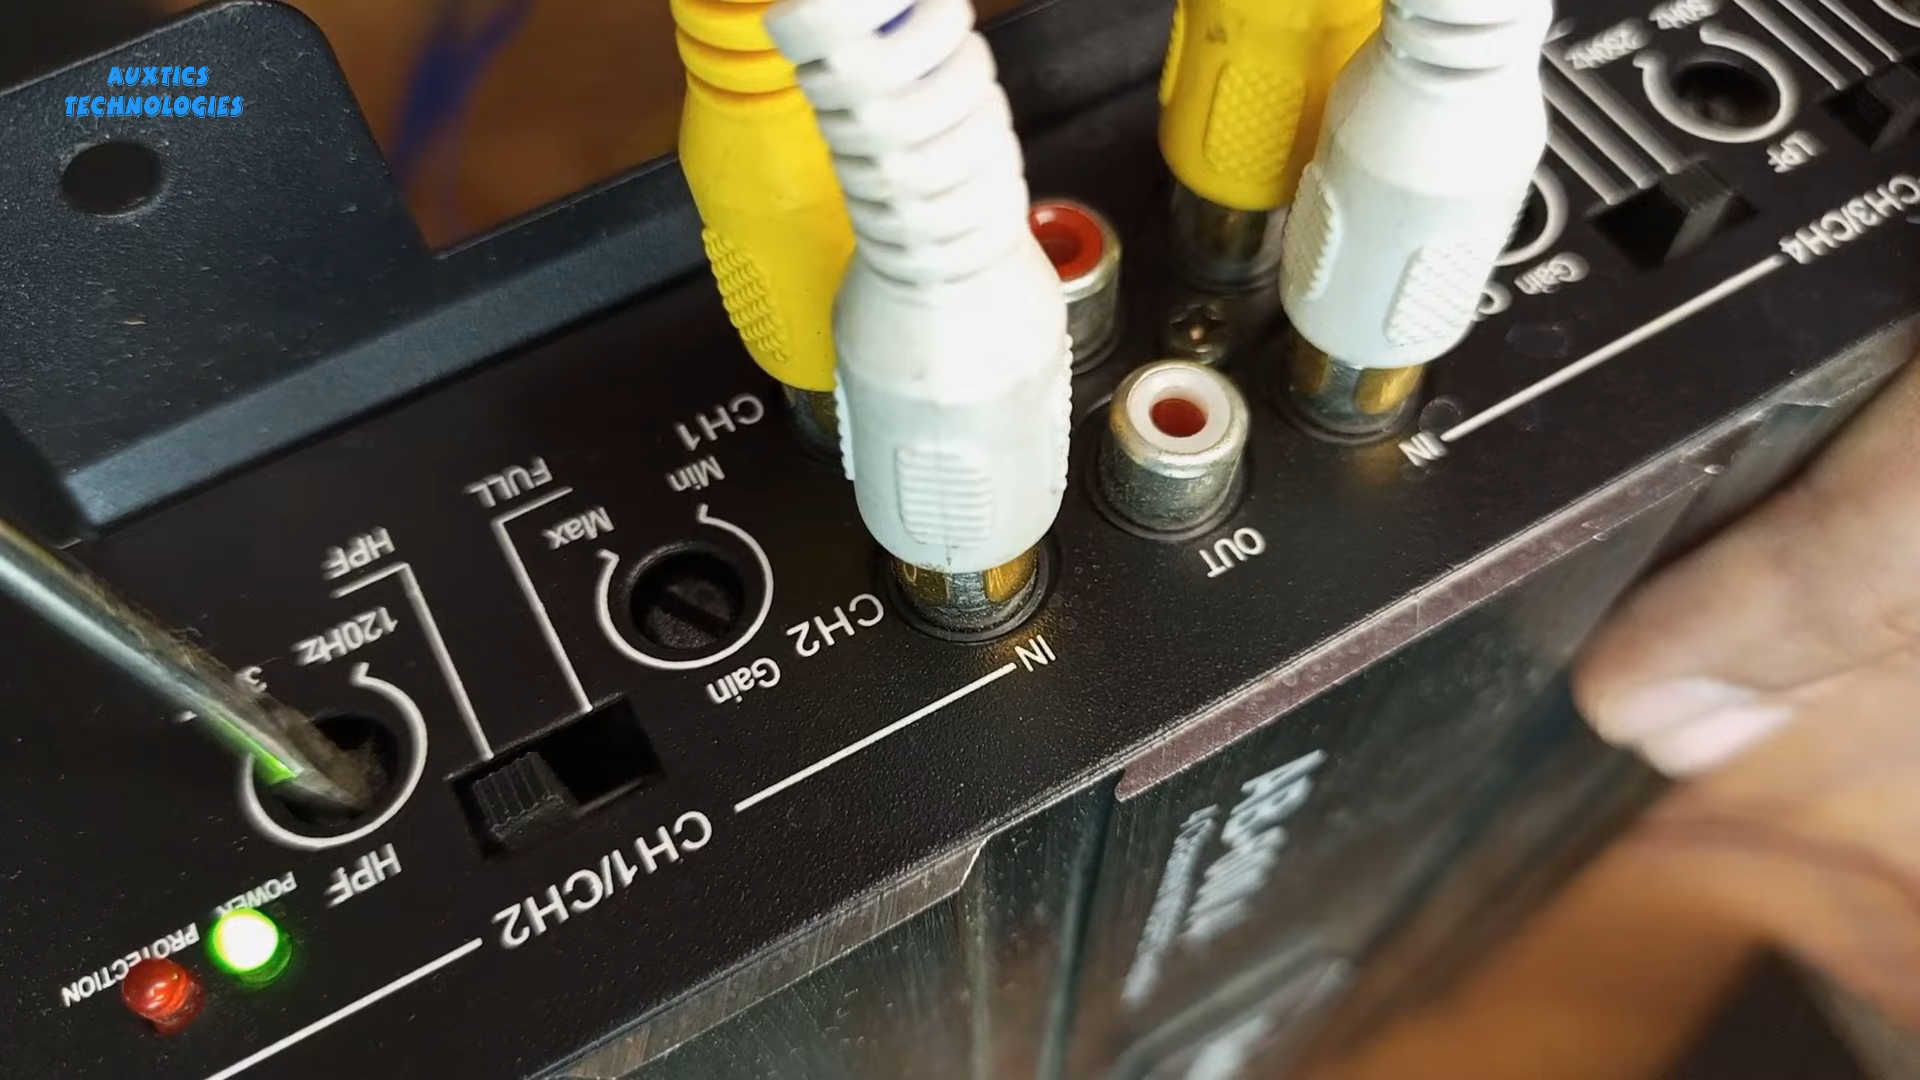 AUXTICS
TECHNOLOGIES
50Hz
250Hz
LPF
CH3/CH4
Gain
IN
OUT
CH1
Min
FULL
Max
HPF
120Hz
CH2
Gain
IN
CH1/CH2
HPF
POWER
PROTECTION